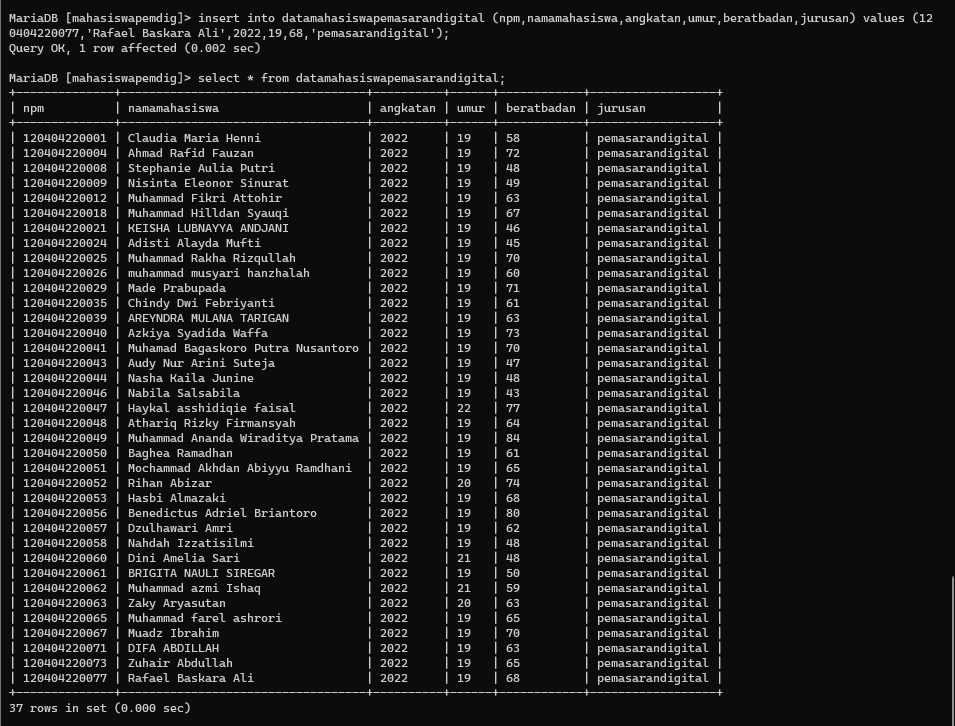 MariaDB [mahasiswapemdig]> insert into datamahasiswapemasarandigital (npm,namamahasiswa,angkatan,umur,beratbadan,jurusan) values (12
0404220077,'Rafael Baskara Ali',2022,19,68,'pemasarandigital');
Query OK, 1 row affected (0.002 sec)
MariaDB [mahasiswapemdig]> select * from datamahasiswapemasarandigital;
+--------------+----------------------------------+----------+------+------------+------------------+
| npm | namamahasiswa | angkatan | umur | beratbadan | jurusan |
+--------------+----------------------------------+----------+------+------------+------------------+
| 120404220001 | Claudia Maria Henni | 2022 | 19 | 58 | pemasarandigital |
| 120404220004 | Ahmad Rafid Fauzan | 2022 | 19 | 72 | pemasarandigital |
| 120404220008 | Stephanie Aulia Putri | 2022 | 19 | 48 | pemasarandigital |
| 120404220009 | Nisinta Eleonor Sinurat | 2022 | 19 | 49 | pemasarandigital |
| 120404220012 | Muhammad Fikri Attohir | 2022 | 19 | 63 | pemasarandigital |
| 120404220018 | Muhammad Hilldan Syauqi | 2022 | 19 | 67 | pemasarandigital |
| 120404220021 | KEISHA LUBNAYYA ANDJANI | 2022 | 19 | 46 | pemasarandigital |
| 120404220024 | Adisti Alayda Mufti | 2022 | 19 | 45 | pemasarandigital |
| 120404220025 | Muhammad Rakha Rizqullah | 2022 | 19 | 70 | pemasarandigital |
| 120404220026 | muhammad musyari hanzhalah | 2022 | 19 | 60 | pemasarandigital |
| 120404220029 | Made Prabupada | 2022 | 19 | 71 | pemasarandigital |
| 120404220035 | Chindy Dwi Febriyanti | 2022 | 19 | 61 | pemasarandigital |
| 120404220039 | AREYNDRA MULANA TARIGAN | 2022 | 19 | 63 | pemasarandigital |
| 120404220040 | Azkiya Syadida Waffa | 2022 | 19 | 73 | pemasarandigital |
| 120404220041 | Muhamad Bagaskoro Putra Nusantoro | 2022 | 19 | 70 | pemasarandigital |
| 120404220043 | Audy Nur Arini Suteja | 2022 | 19 | 47 | pemasarandigital |
| 120404220044 | Nasha Kaila Junine | 2022 | 19 | 48 | pemasarandigital |
| 120404220046 | Nabila Salsabila | 2022 | 19 | 43 | pemasarandigital |
| 120404220047 | Haykal asshidiqie faisal | 2022 | 22 | 77 | pemasarandigital |
| 120404220048 | Athariq Rizky Firmansyah | 2022 | 19 | 64 | pemasarandigital |
| 120404220049 | Muhammad Ananda Wiraditya Pratama | 2022 | 19 | 84 | pemasarandigital |
| 120404220050 | Baghea Ramadhan | 2022 | 19 | 61 | pemasarandigital |
| 120404220051 | Mochammad Akhdan Abiyyu Ramdhani | 2022 | 19 | 65 | pemasarandigital |
| 120404220052 | Rihan Abizar | 2022 | 20 | 74 | pemasarandigital |
| 120404220053 | Hasbi Almazaki | 2022 | 19 | 68 | pemasarandigital |
| 120404220056 | Benedictus Adriel Briantoro | 2022 | 19 | 80 | pemasarandigital |
| 120404220057 | Dzulhawari Amri | 2022 | 19 | 62 | pemasarandigital |
| 120404220058 | Nahdah Izzatisilmi | 2022 | 19 | 48 | pemasarandigital |
| 120404220060 | Dini Amelia Sari | 2022 | 21 | 48 | pemasarandigital |
| 120404220061 | BRIGITA NAULI SIREGAR | 2022 | 19 | 50 | pemasarandigital |
| 120404220062 | Muhammad azmi Ishaq | 2022 | 21 | 59 | pemasarandigital |
| 120404220063 | Zaky Aryasutan | 2022 | 20 | 63 | pemasarandigital |
| 120404220065 | Muhammad farel ashrori | 2022 | 19 | 65 | pemasarandigital |
| 120404220067 | Muadz Ibrahim | 2022 | 19 | 70 | pemasarandigital |
| 120404220071 | DIFA ABDILLAH | 2022 | 19 | 63 | pemasarandigital |
| 120404220073 | Zuhair Abdullah | 2022 | 19 | 65 | pemasarandigital |
| 120404220077 | Rafael Baskara Ali | 2022 | 19 | 68 | pemasarandigital |
+--------------+----------------------------------+----------+------+------------+------------------+
37 rows in set (0.000 sec)